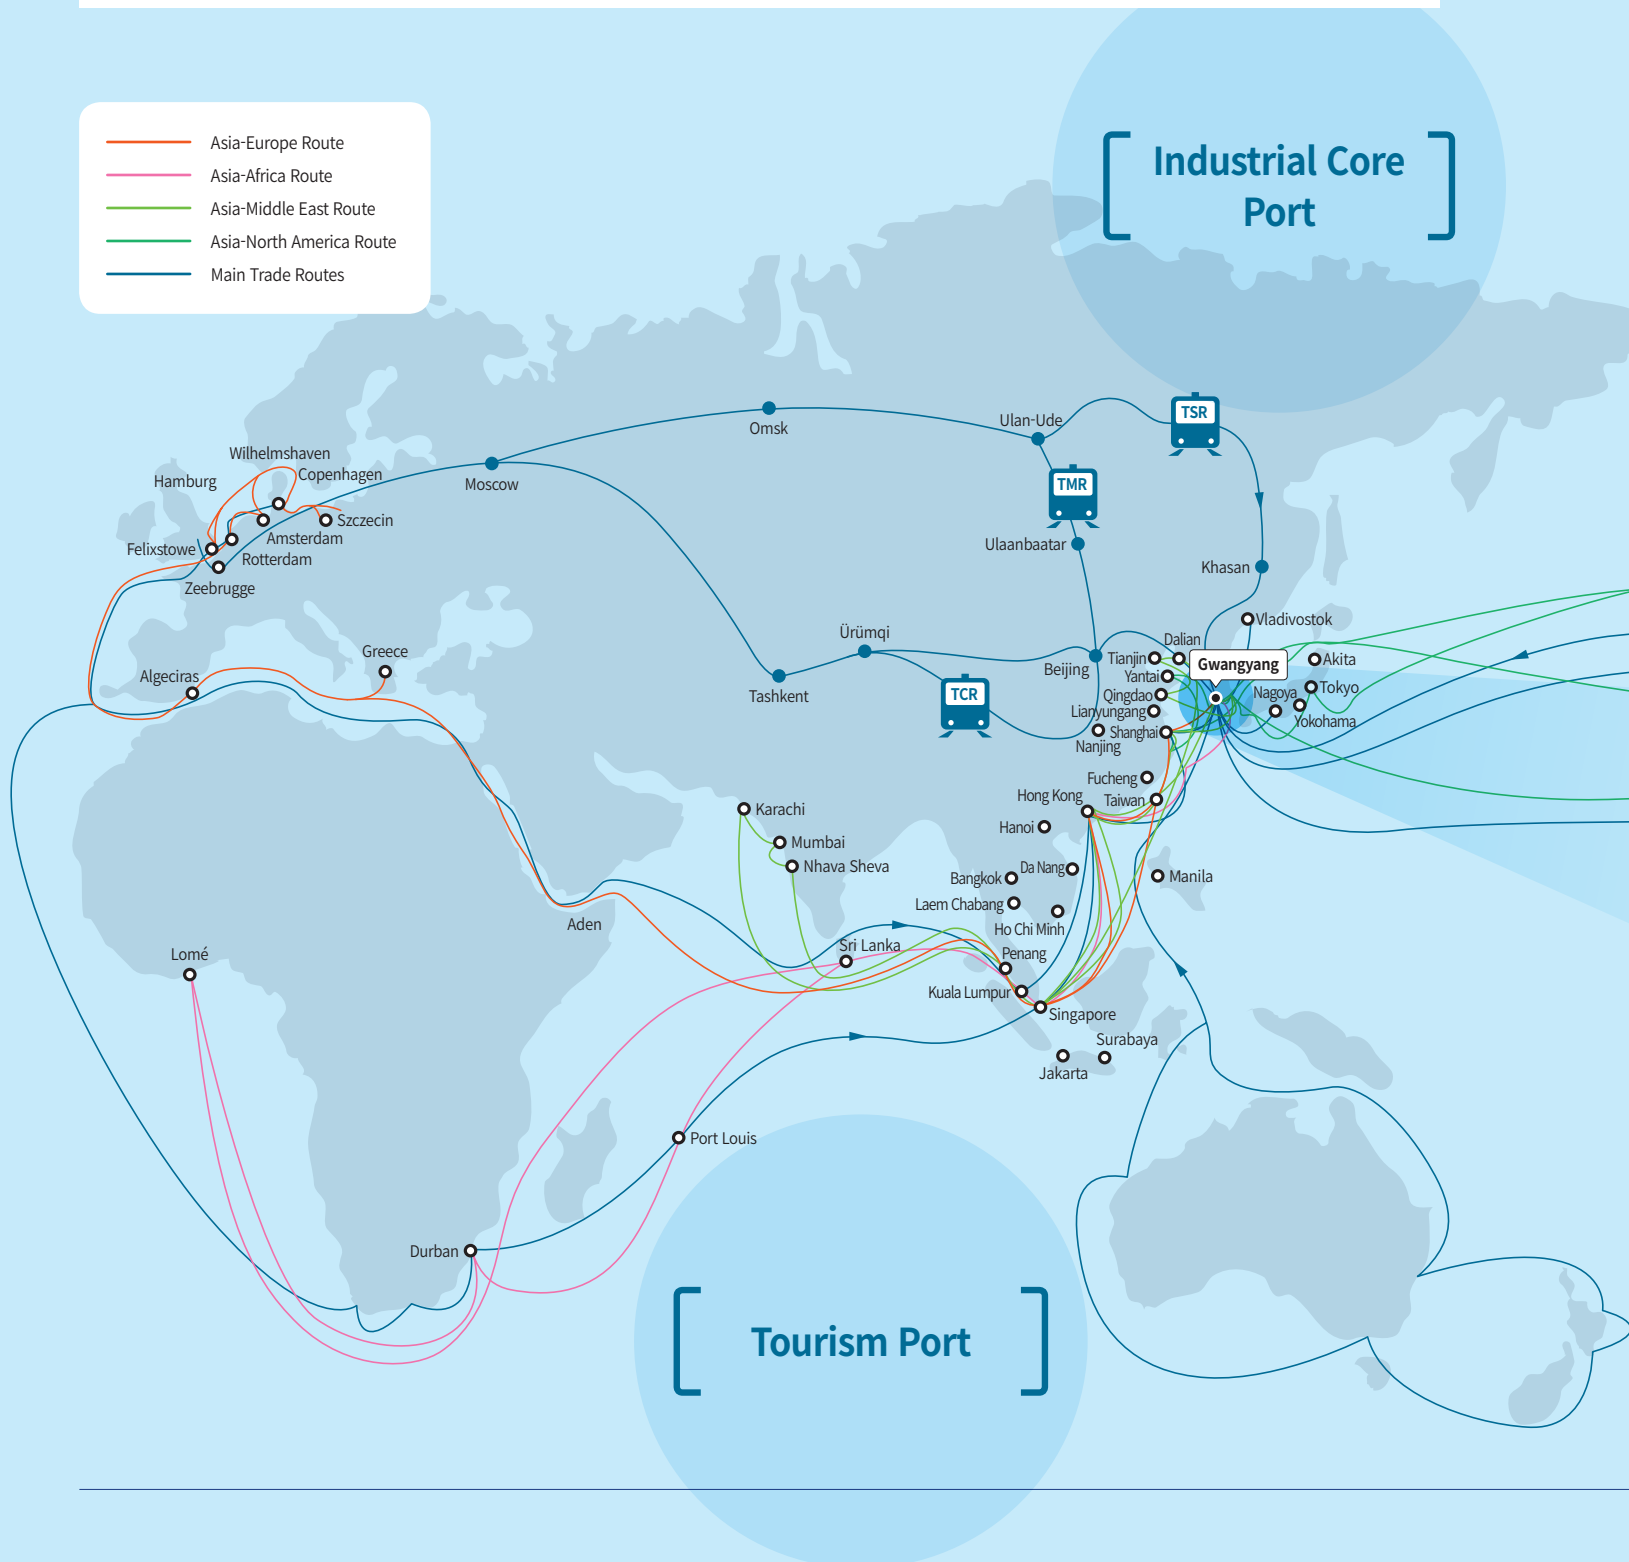 Asia-Europe Route
Asia-Africa Route
Asia-Middle East Route
Asia-North America Route
Main Trade Routes
Industrial Core
Port
TSR
Ulan-Ude
Omsk
Wilhelmshaven
Copenhagen
Hamburg
Moscow
TMR
Szczecin
Amsterdam
Felixstowe
Rotterdam
Zeebrugge
Ulaanbaatar
Khasan
Vladivostok
Ürümqi
Dalian
Greece
Tianjin
Gwangyang
Akita
Beijing
Algeciras
Yantai
Tashkent
TCR
Qingdao
Nagoya
Tokyo
Lianyungang
Yokohama
Shanghai
Nanjing
Fucheng
Hong Kong
Taiwan
Karachi
Hanoi
Mumbai
Nhava Sheva
Da Nang
Bangkok
Manila
Laem Chabang
Aden
Ho Chi Minh
Sri Lanka
Lomé
Penang
Kuala Lumpur
Singapore
Surabaya
Jakarta
Port Louis
Durban
Tourism Port